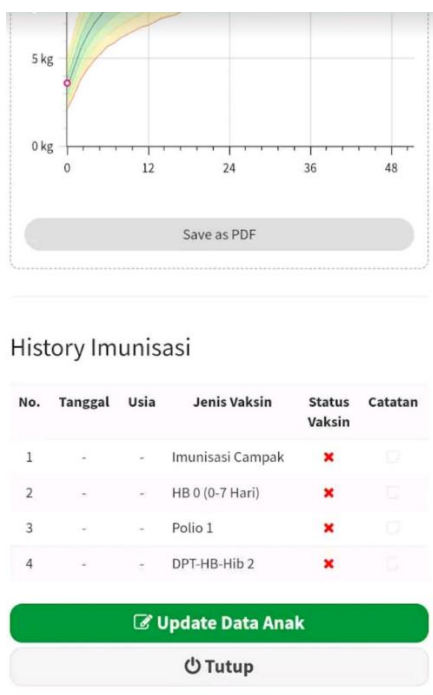 5 kg
0 kg
0 12 24 36 48
Save as PDF
History Imunisasi
No. Tanggal Usia Jenis Vaksin Status Vaksin Catatan
1 - - Imunisasi Campak
2 - - HB 0 (0-7 Hari)
3 - - Polio 1
4 - - DPT-HB-Hib 2
Update Data Anak
Tutup